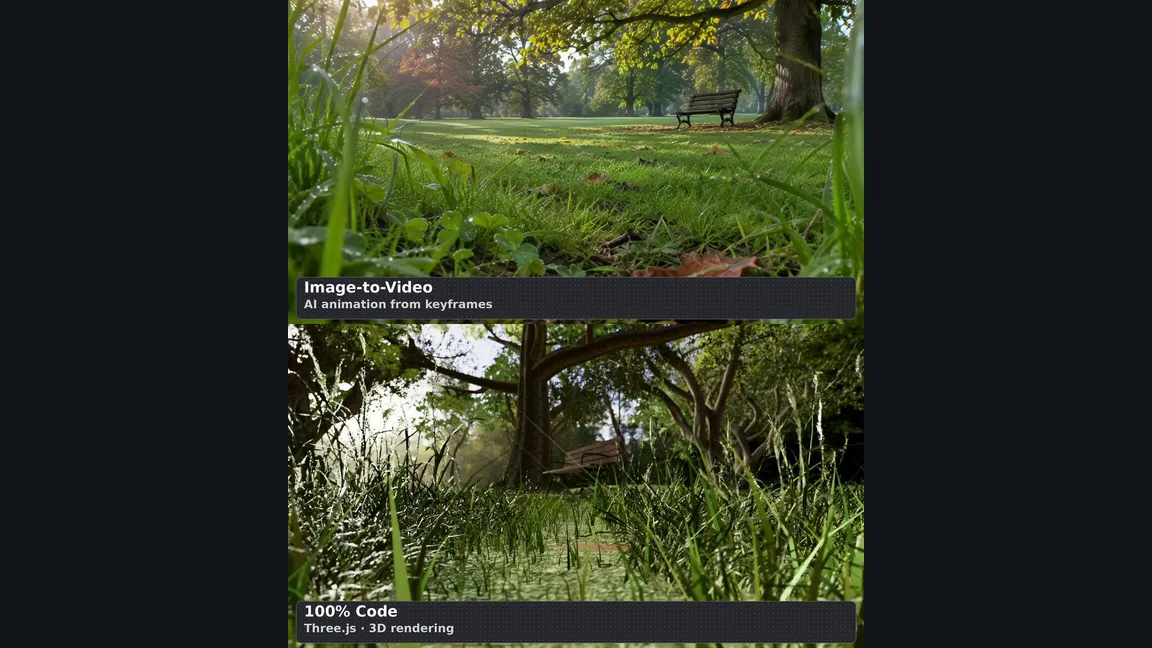 Image-to-Video
AI animation from keyframes
100% Code
Three.js · 3D rendering